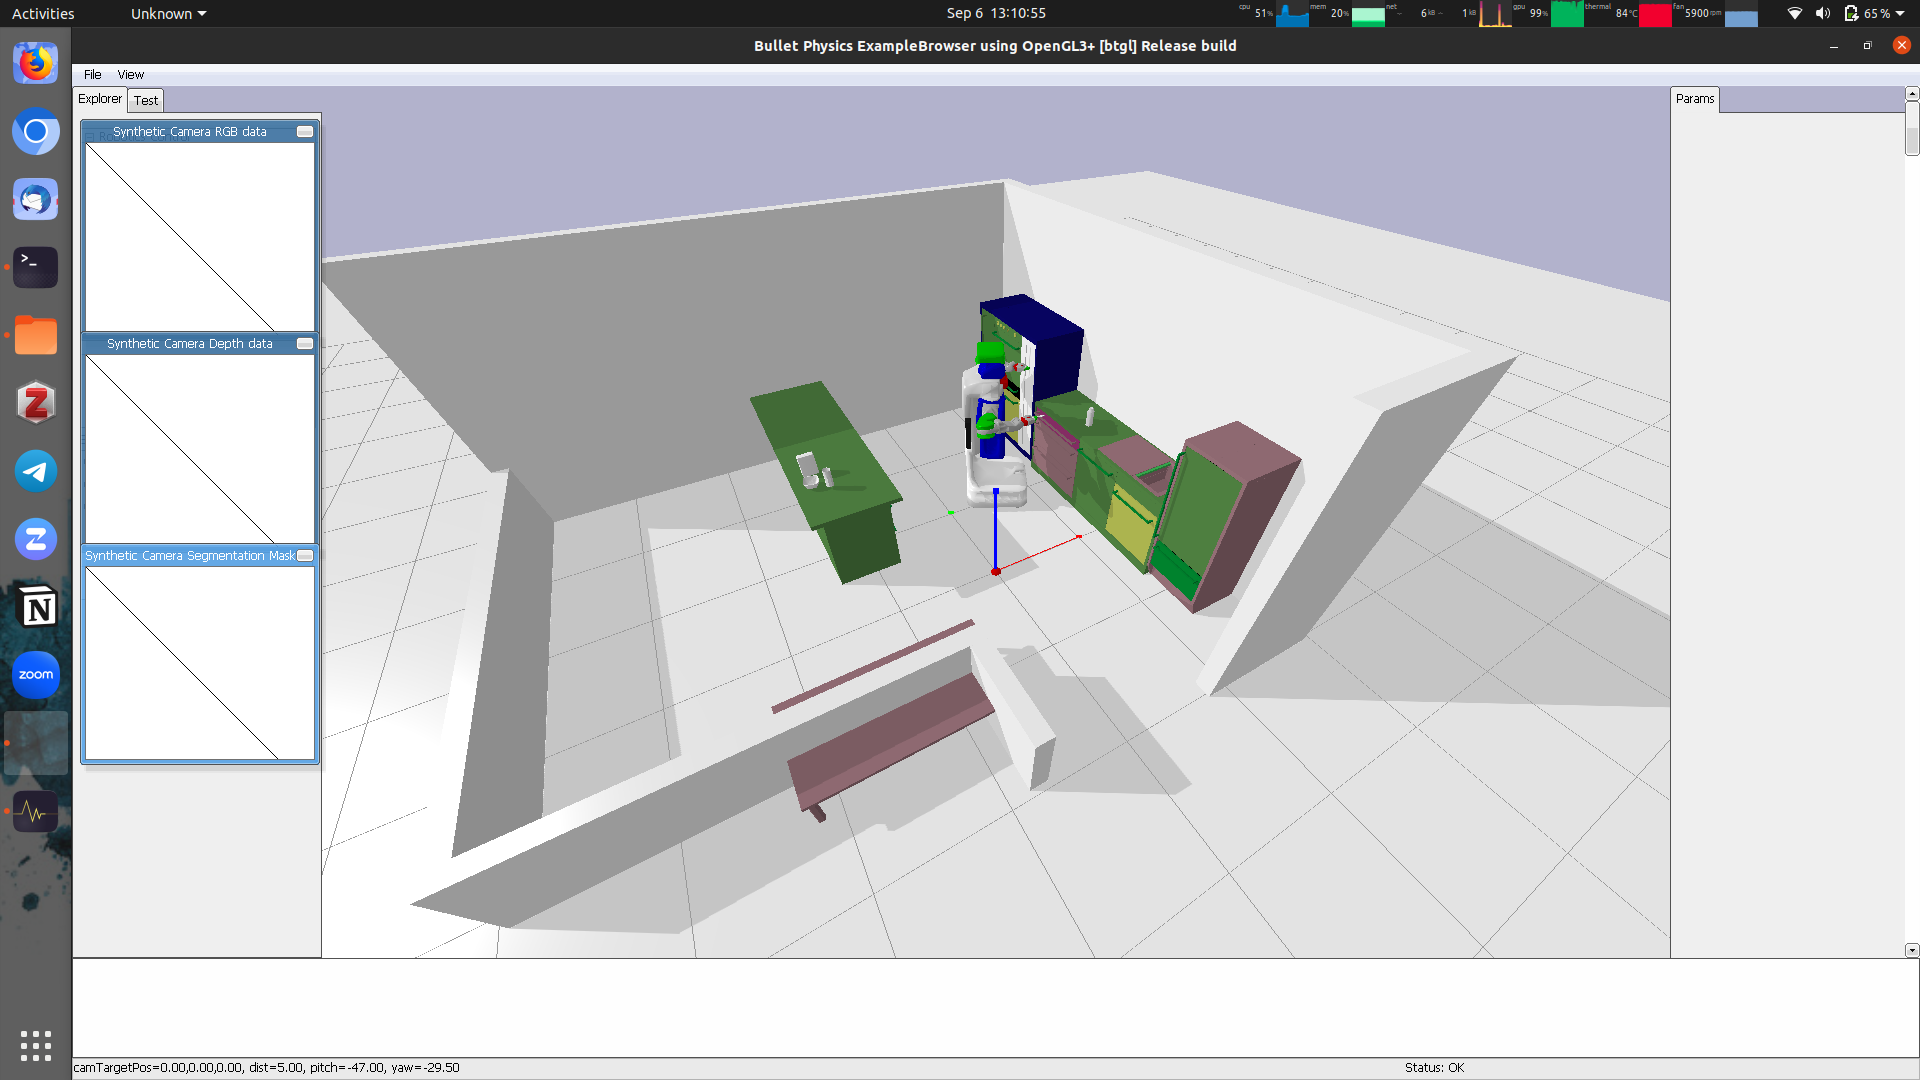 Activities
Unknown
Sep 6 13:10:55
cpu 51% mem 20% net 6 kB 1 kB gpu 99% thermal 84°C fan 5900 rpm
65 %
Bullet Physics ExampleBrowser using OpenGL3+ [btgl] Release build
File View
Explorer Test
Params
Synthetic Camera RGB data
Synthetic Camera Depth data
Synthetic Camera Segmentation Mask
Z
Z
N
zoom
>_
camTargetPos=0.00,0.00,0.00, dist=5.00, pitch=-47.00, yaw=-29.50
Status: OK